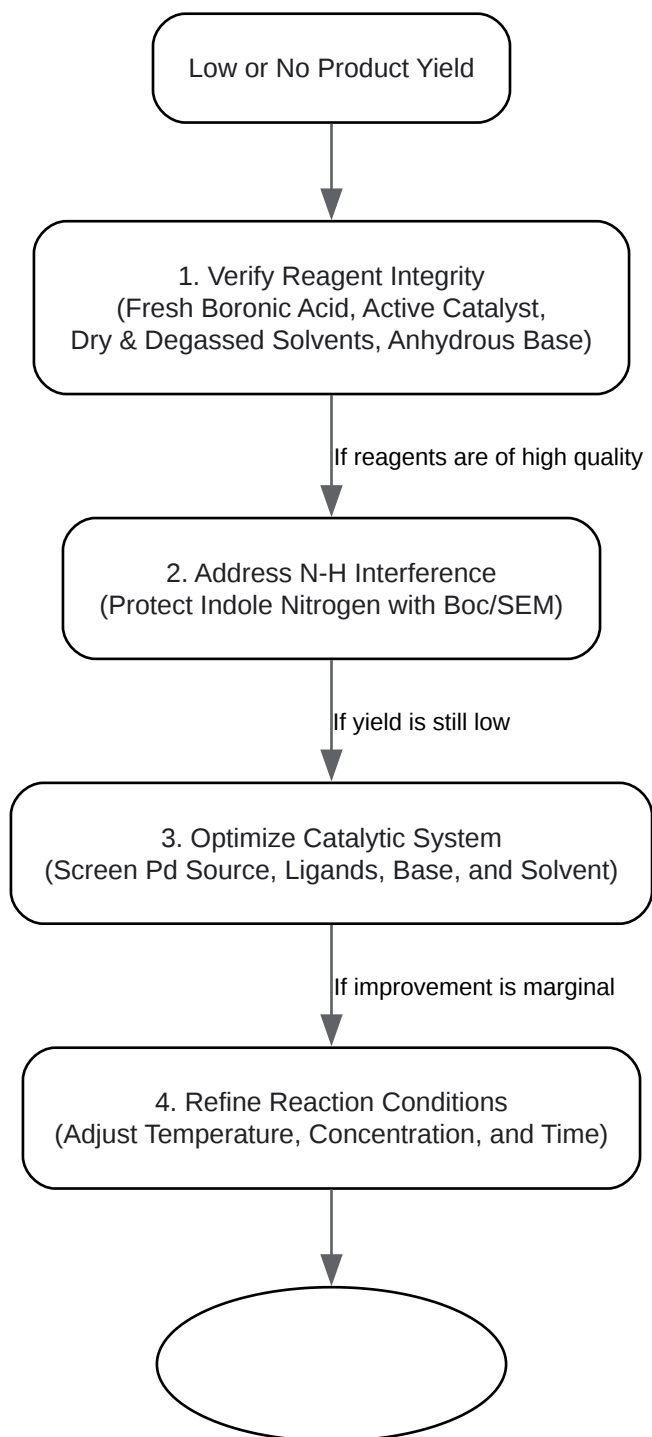 Low or No Product Yield
1. Verify Reagent Integrity
(Fresh Boronic Acid, Active Catalyst,
Dry & Degassed Solvents, Anhydrous Base)
If reagents are of high quality
2. Address N-H Interference
(Protect Indole Nitrogen with Boc/SEM)
If yield is still low
3. Optimize Catalytic System
(Screen Pd Source, Ligands, Base, and Solvent)
If improvement is marginal
4. Refine Reaction Conditions
(Adjust Temperature, Concentration, and Time)